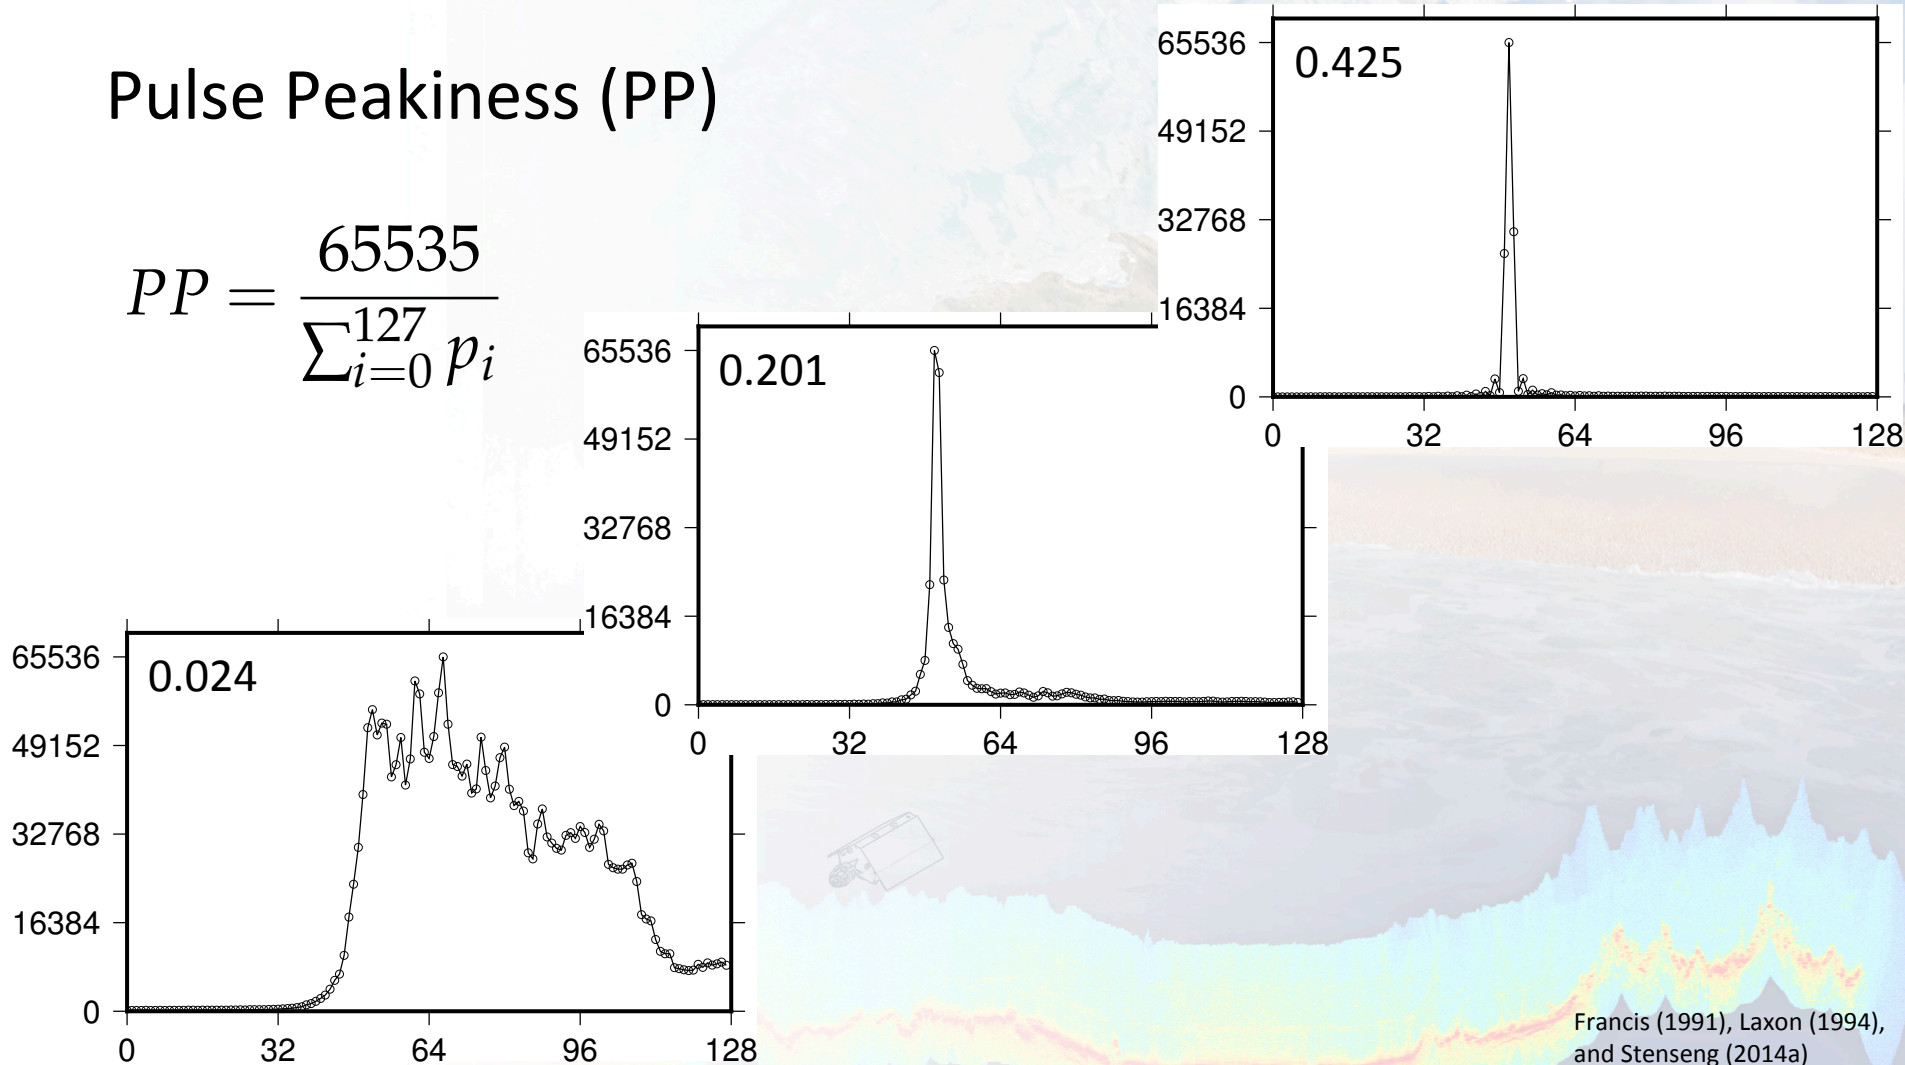 Pulse Peakiness (PP)
PP = 65535 / ∑_{i=0}^{127} p_i
0.425
65536
49152
32768
16384
0
0 32 64 96 128
0.201
65536
49152
32768
16384
0
0 32 64 96 128
0.024
65536
49152
32768
16384
0
0 32 64 96 128
Francis (1991), Laxon (1994),
and Stenseng (2014a)